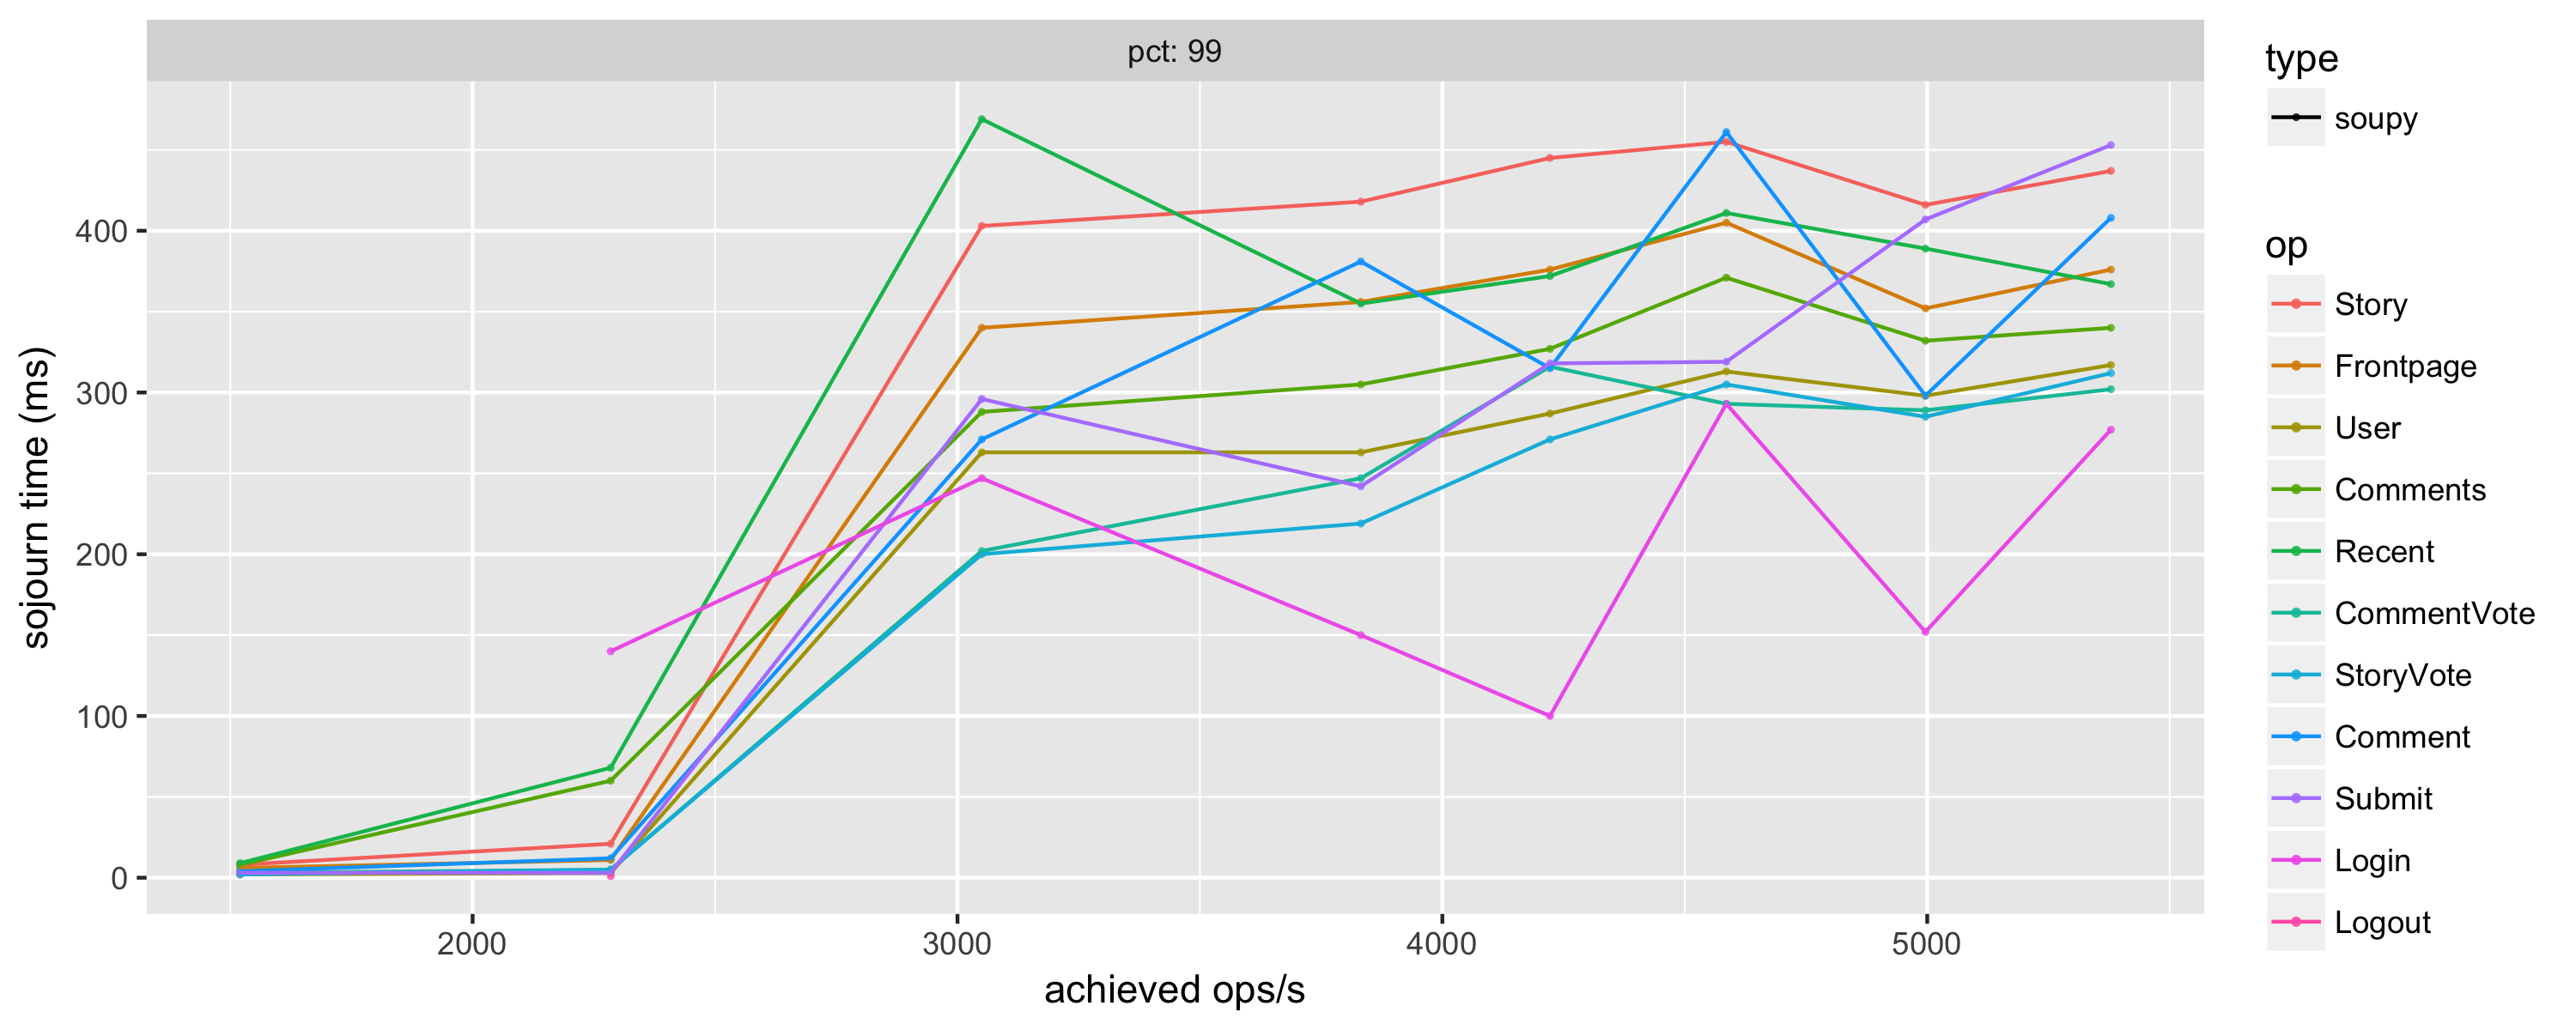 pct: 99
type
soupy
op
Story
Frontpage
User
Comments
Recent
CommentVote
StoryVote
Comment
Submit
Login
Logout
sojourn time (ms)
400
300
200
100
0
2000 3000 4000 5000
achieved ops/s